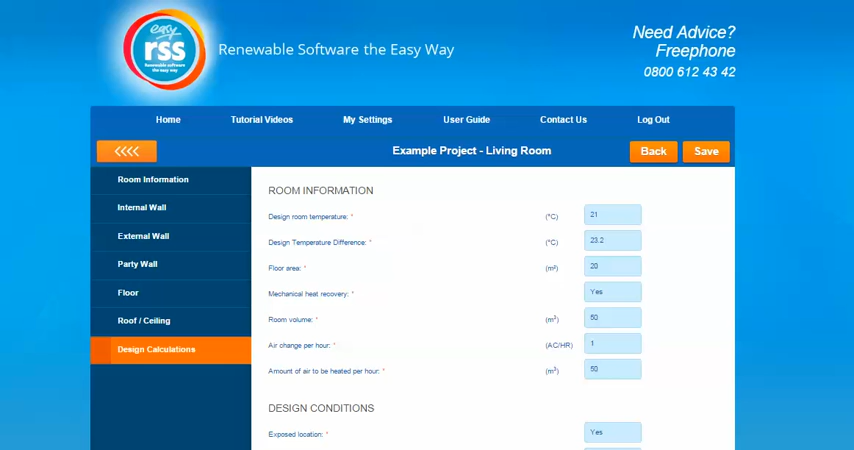 easy
rss
Renewable software
the easy way
Renewable Software the Easy Way
Need Advice?
Freephone
0800 612 43 42
Home Tutorial Videos My Settings User Guide Contact Us Log Out
<<<< Example Project - Living Room Back Save
Room Information
Internal Wall
External Wall
Party Wall
Floor
Roof / Ceiling
Design Calculations
ROOM INFORMATION
Design room temperature: * (°C) 21
Design Temperature Difference: * (°C) 23.2
Floor area: * (m²) 20
Mechanical heat recovery: * Yes
Room volume: * (m³) 50
Air change per hour: * (AC/HR) 1
Amount of air to be heated per hour: * (m³) 50
DESIGN CONDITIONS
Exposed location: * Yes